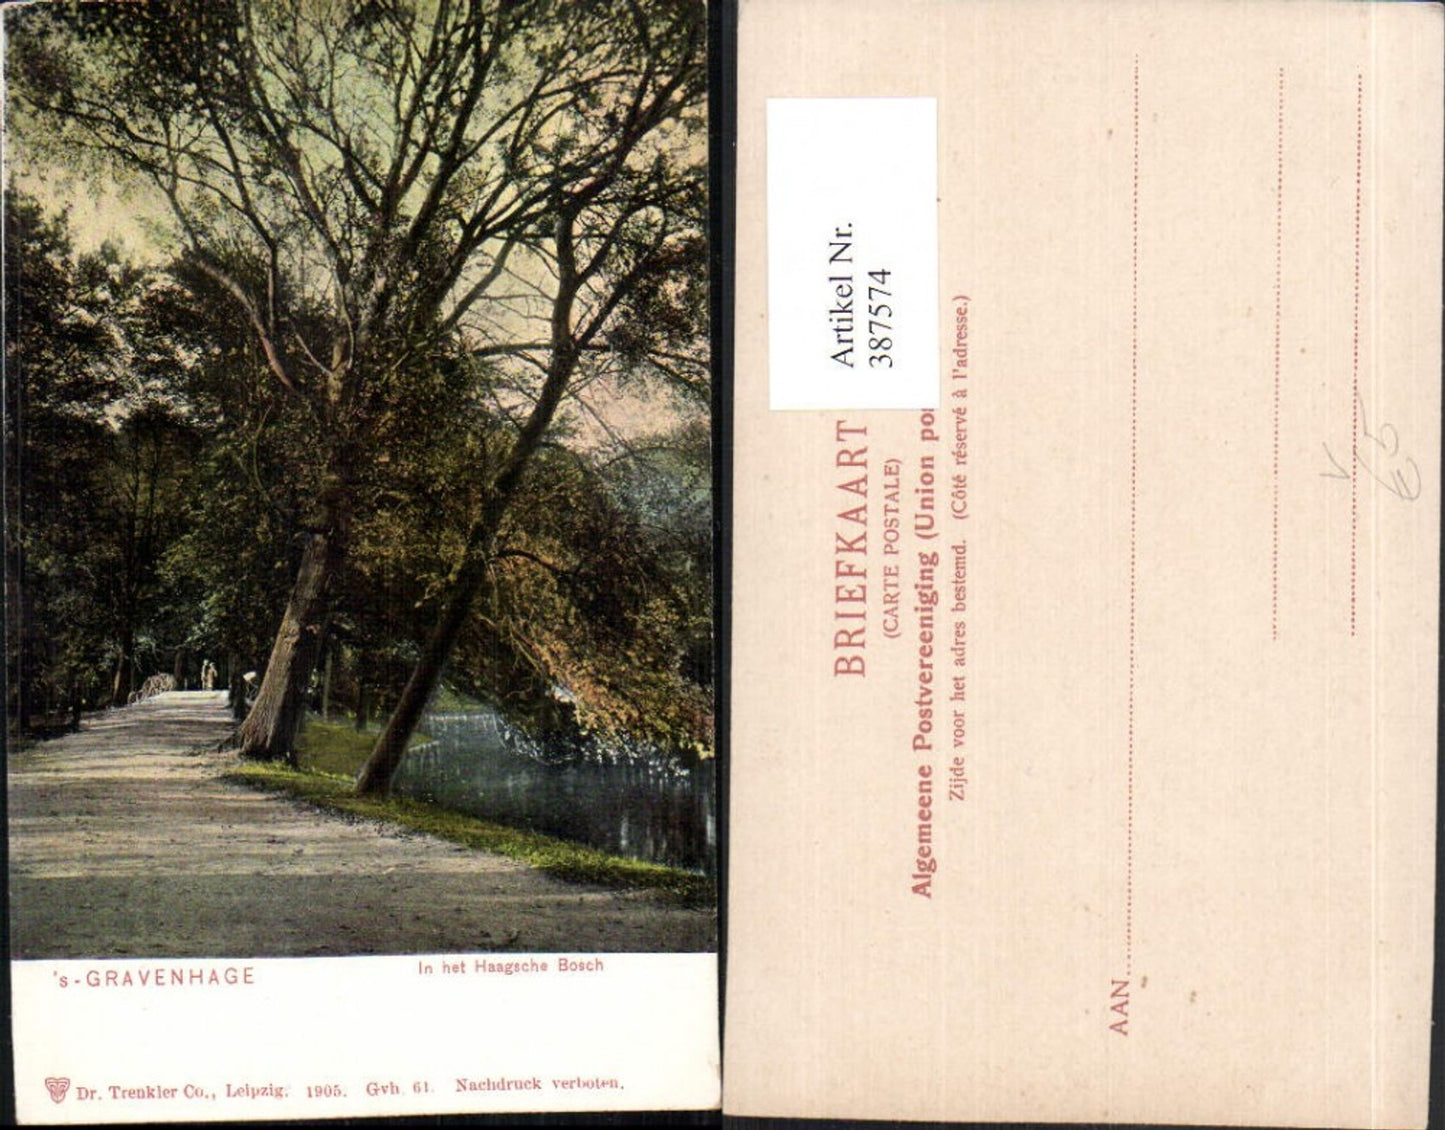 's-GRAVENHAGE
In het Haagsche Bosch
Dr. Trenkler Co., Leipzig. 1905. Gvh. 61. Nachdruck verboten.
Artikel Nr.
387574
BRIEFKAART
(CARTE POSTALE)
Algemeene Postvereeniging (Union
Zijde voor het adres bestemd. (Côté réservé à l'adresse.)
AAN